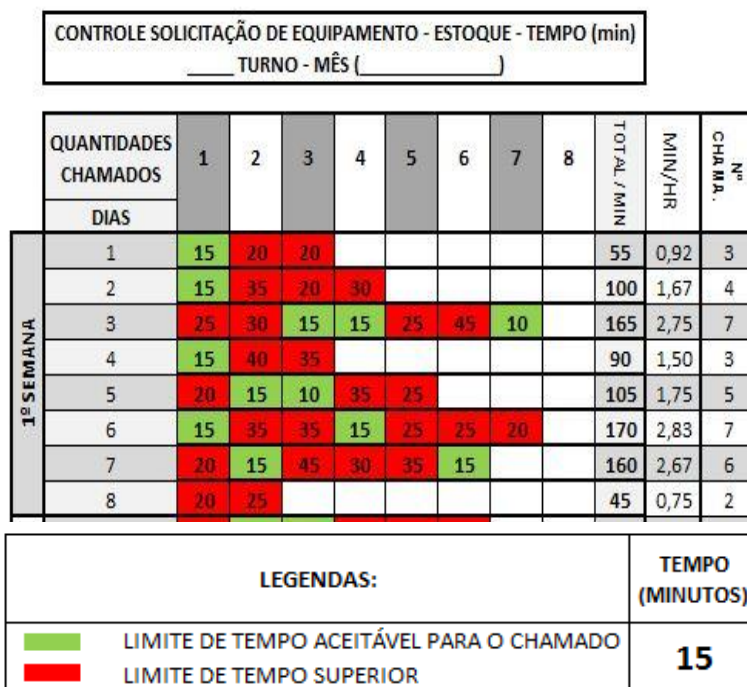 CONTROLE SOLICITAÇÃO DE EQUIPAMENTO - ESTOQUE - TEMPO (min)
____ TURNO - MÊS (______________)
QUANTIDADES CHAMADOS 1 2 3 4 5 6 7 8 TOTAL / MIN MIN/HR Nº CHAMA.
DIAS
1º SEMANA
1 15 20 20 55 0,92 3
2 15 35 20 30 100 1,67 4
3 25 30 15 15 25 45 10 165 2,75 7
4 15 40 35 90 1,50 3
5 20 15 10 35 25 105 1,75 5
6 15 35 35 15 25 25 20 170 2,83 7
7 20 15 45 30 35 15 160 2,67 6
8 20 25 45 0,75 2
LEGENDAS: TEMPO (MINUTOS)
LIMITE DE TEMPO ACEITÁVEL PARA O CHAMADO 15
LIMITE DE TEMPO SUPERIOR